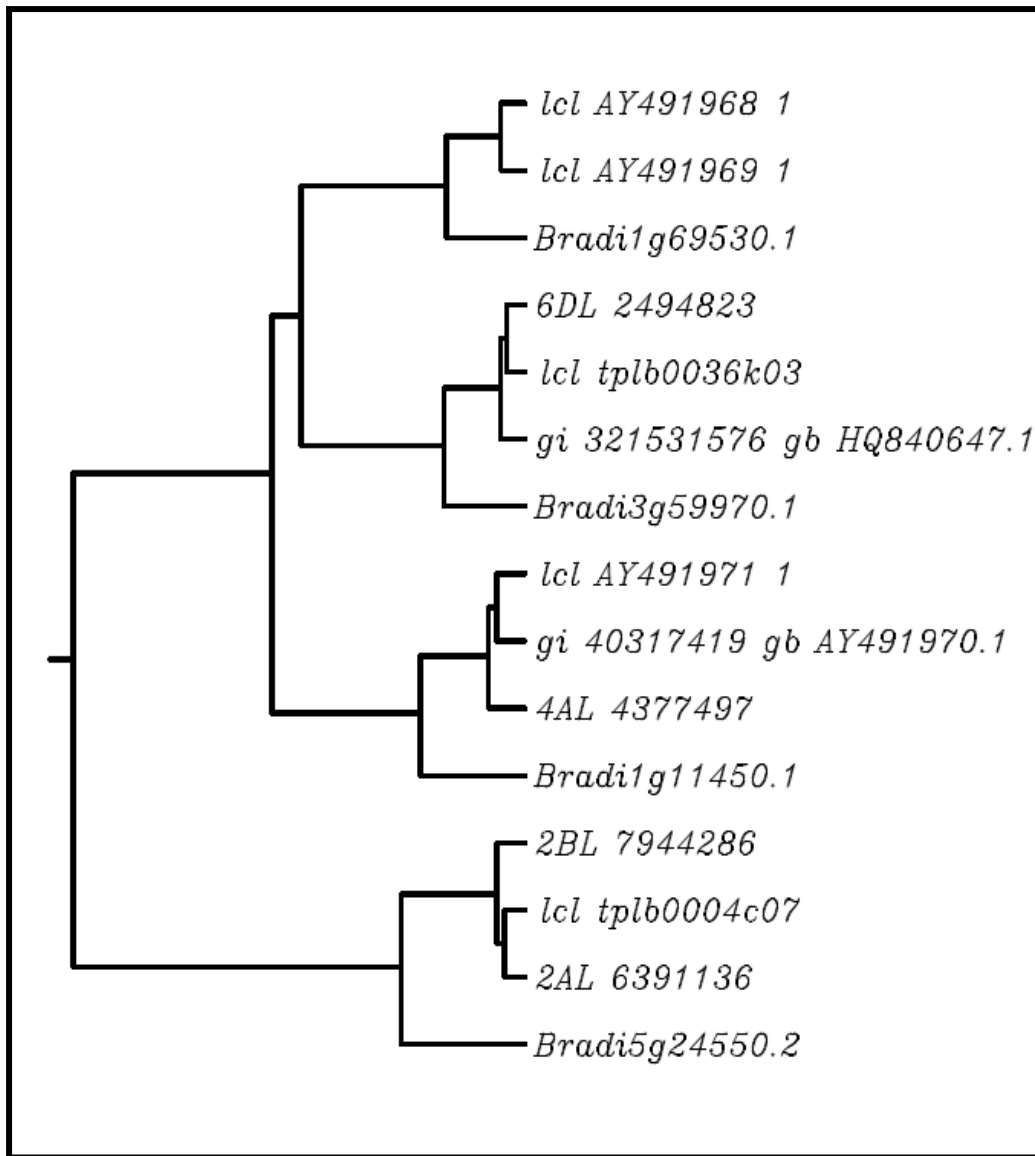 lcl AY491968 1
lcl AY491969 1
Bradi1g69530.1
6DL 2494823
lcl tplb0036k03
gi 321531576 gb HQ840647.1
Bradi3g59970.1
lcl AY491971 1
gi 40317419 gb AY491970.1
4AL 4377497
Bradi1g11450.1
2BL 7944286
lcl tplb0004c07
2AL 6391136
Bradi5g24550.2